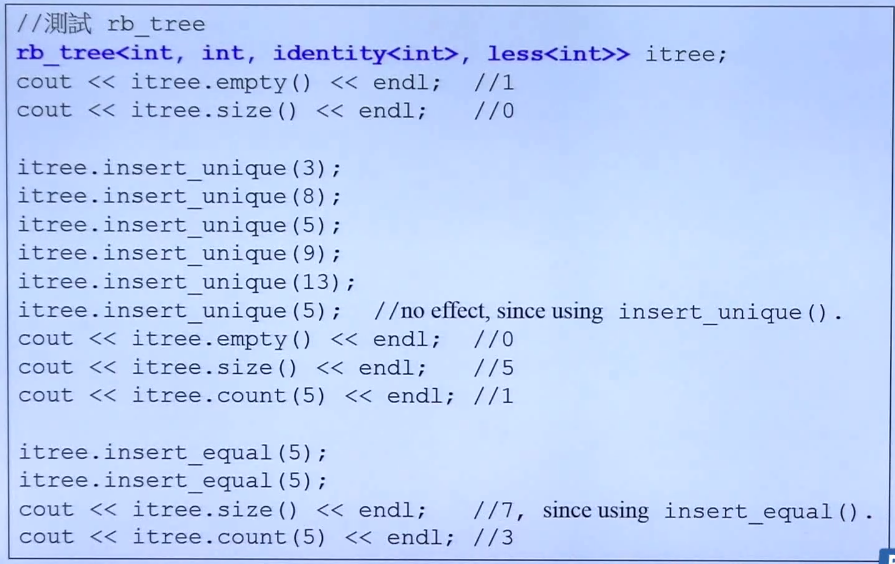 //測試 rb_tree
rb_tree<int, int, identity<int>, less<int>> itree;
cout << itree.empty() << endl; //1
cout << itree.size() << endl; //0
itree.insert_unique(3);
itree.insert_unique(8);
itree.insert_unique(5);
itree.insert_unique(9);
itree.insert_unique(13);
itree.insert_unique(5); //no effect, since using insert_unique().
cout << itree.empty() << endl; //0
cout << itree.size() << endl; //5
cout << itree.count(5) << endl; //1
itree.insert_equal(5);
itree.insert_equal(5);
cout << itree.size() << endl; //7, since using insert_equal().
cout << itree.count(5) << endl; //3